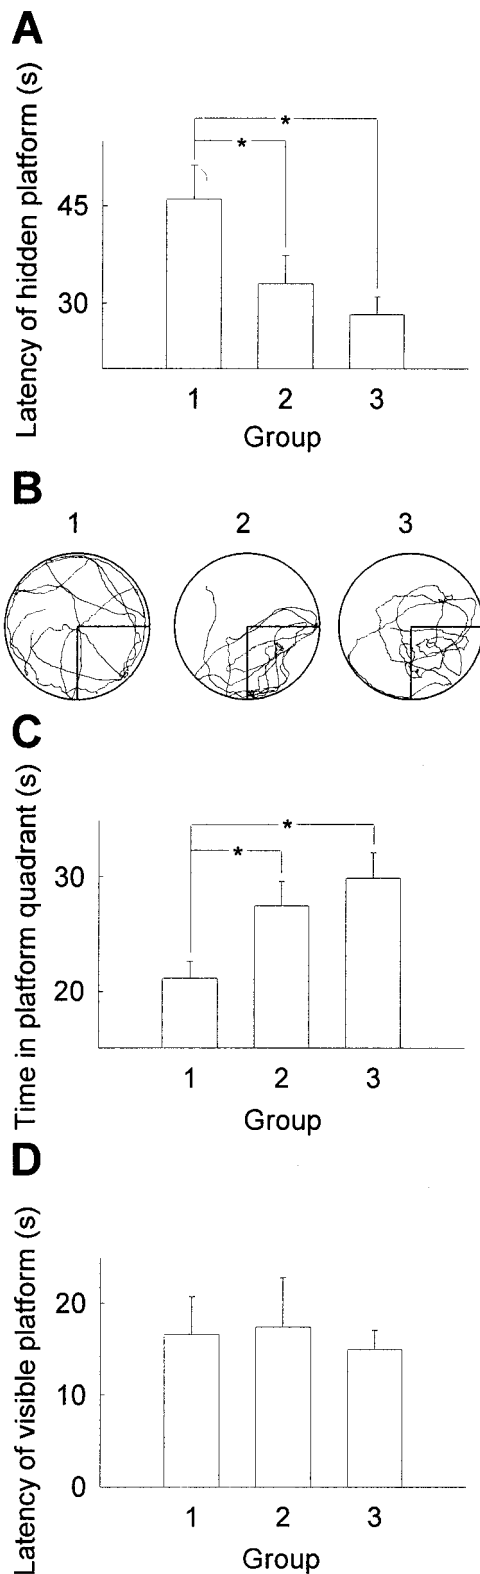 A
Latency of hidden platform (s)
* 
*
45
30
1 2 3
Group
B
1 2 3
C
Time in platform quadrant (s)
*
*
30
20
1 2 3
Group
D
Latency of visible platform (s)
20
10
0
1 2 3
Group